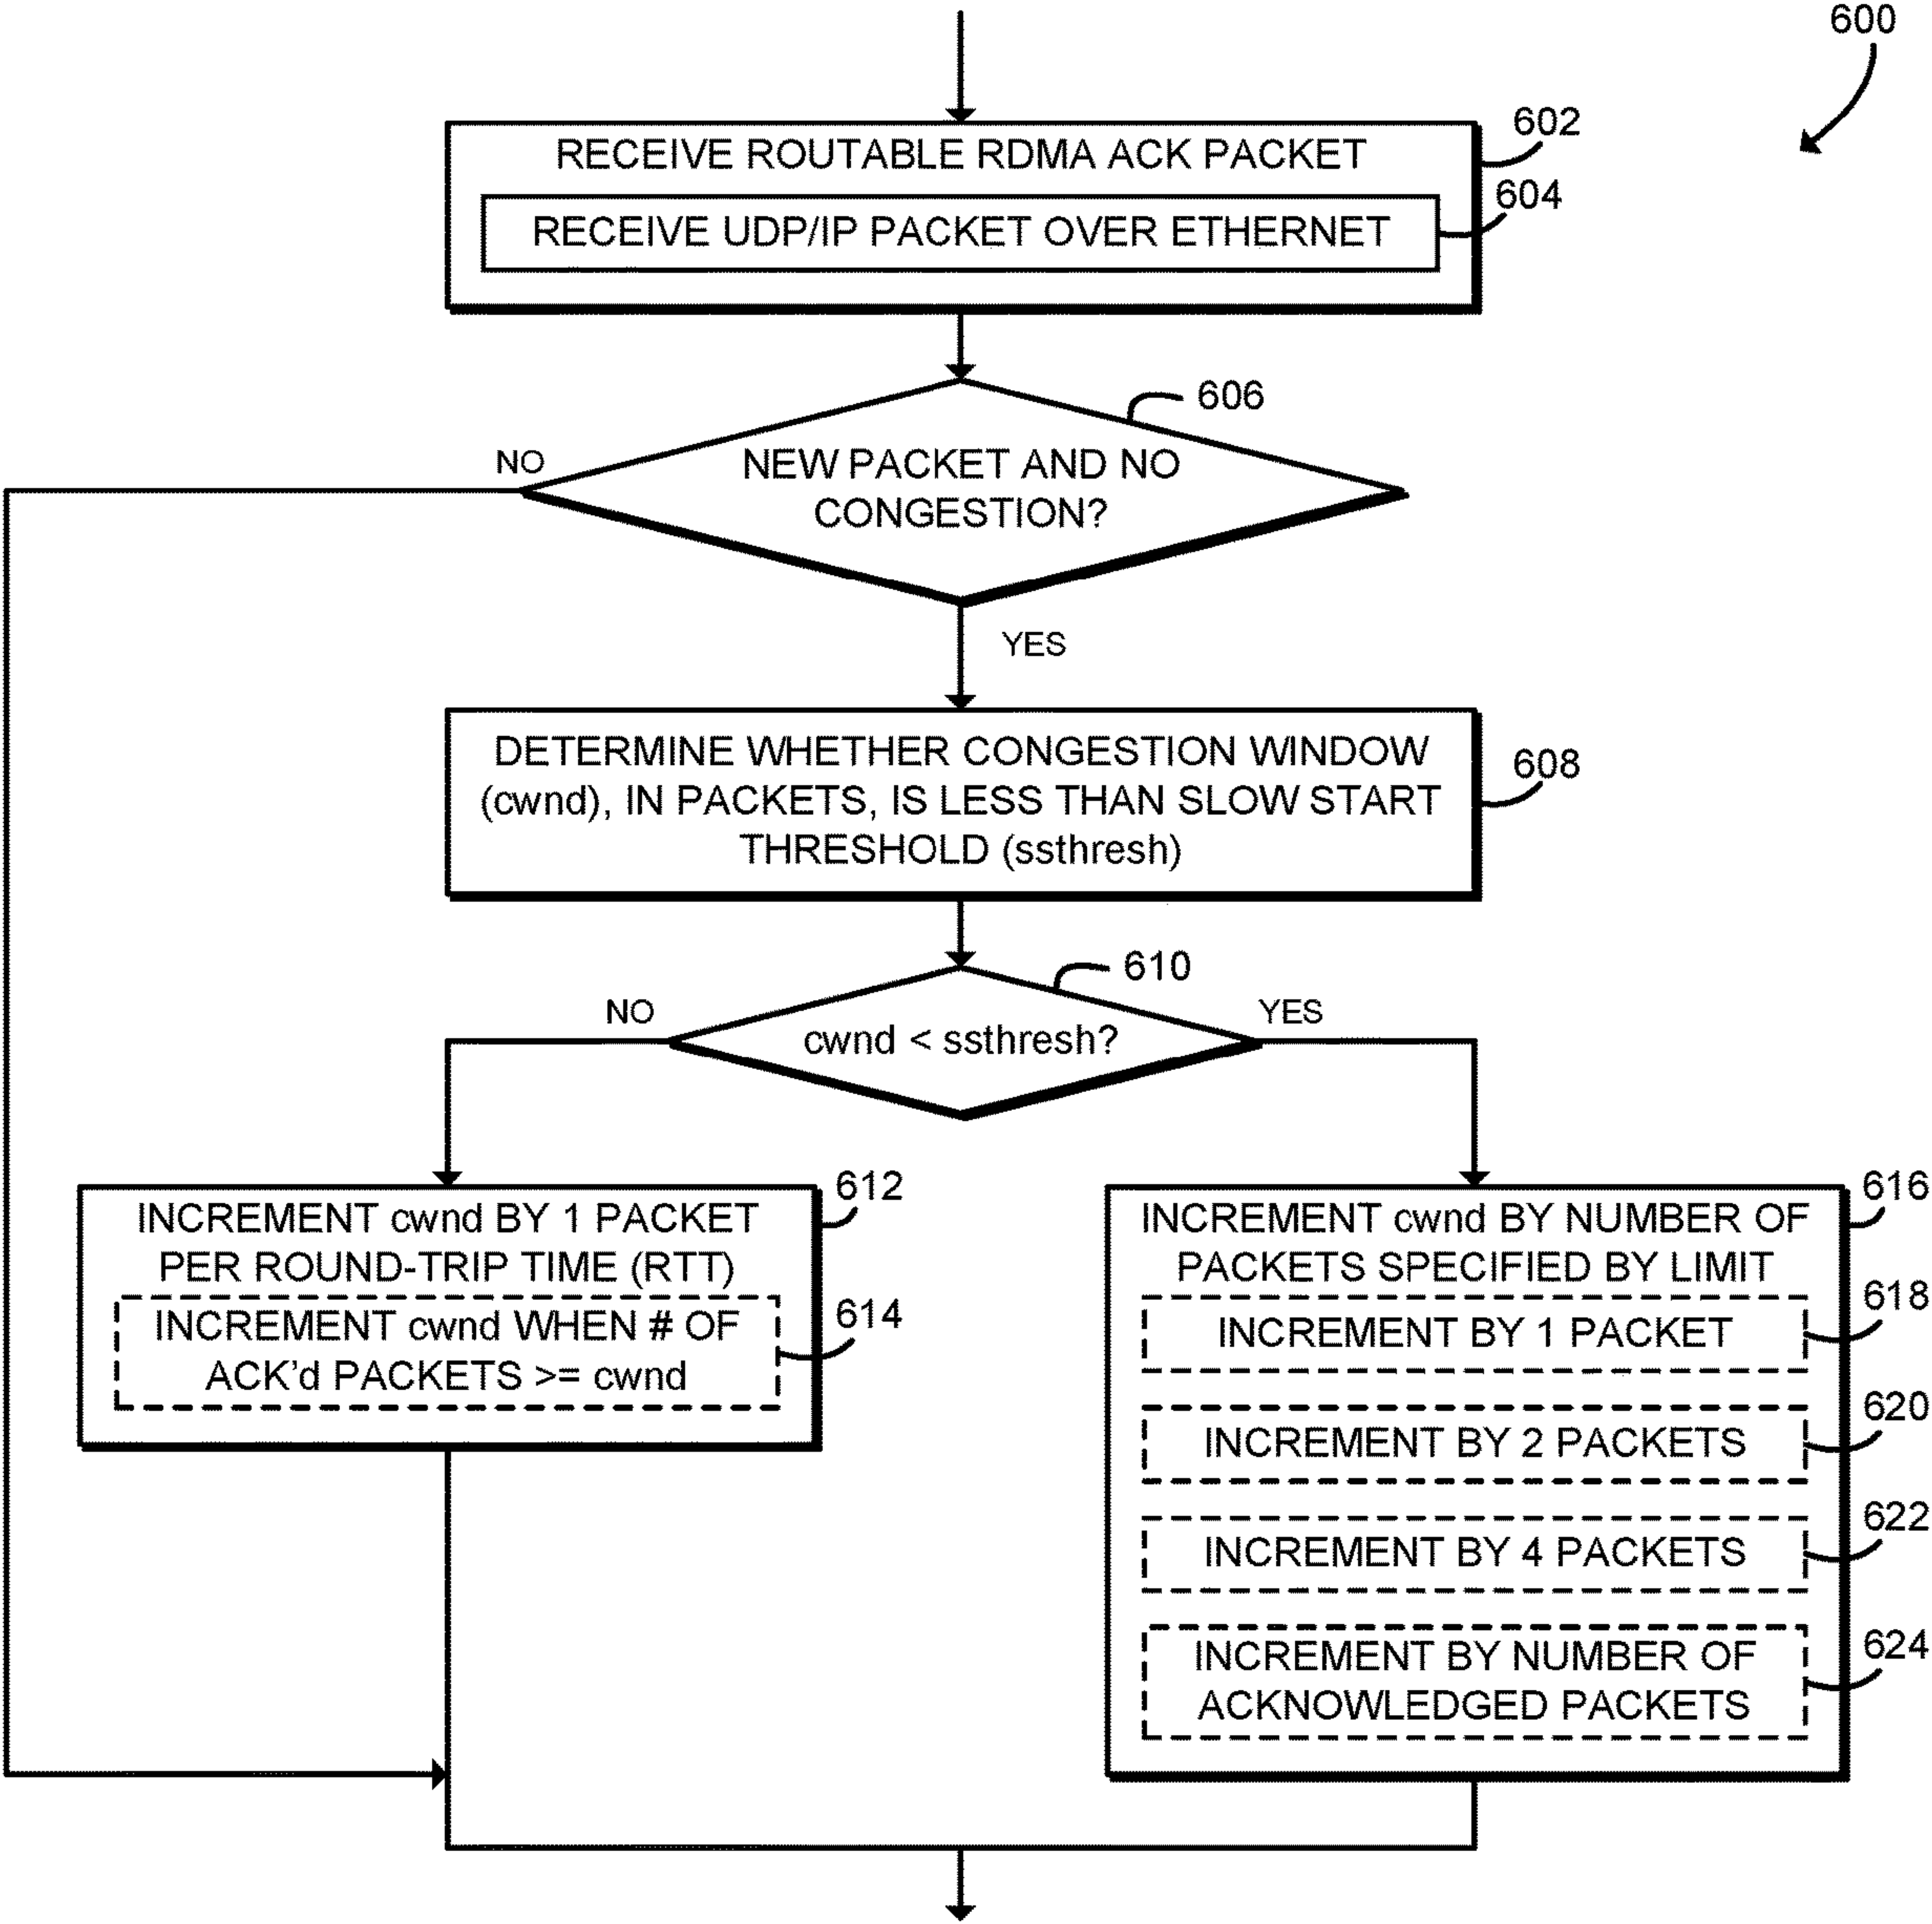 600
602
RECEIVE ROUTABLE RDMA ACK PACKET
604
RECEIVE UDP/IP PACKET OVER ETHERNET
606
NEW PACKET AND NO
CONGESTION?
NO
YES
DETERMINE WHETHER CONGESTION WINDOW
(cwnd), IN PACKETS, IS LESS THAN SLOW START
THRESHOLD (ssthresh)
608
610
cwnd < ssthresh?
NO
YES
612
INCREMENT cwnd BY 1 PACKET
PER ROUND-TRIP TIME (RTT)
614
INCREMENT cwnd WHEN # OF
ACK'd PACKETS >= cwnd
616
INCREMENT cwnd BY NUMBER OF
PACKETS SPECIFIED BY LIMIT
618
INCREMENT BY 1 PACKET
620
INCREMENT BY 2 PACKETS
622
INCREMENT BY 4 PACKETS
624
INCREMENT BY NUMBER OF
ACKNOWLEDGED PACKETS